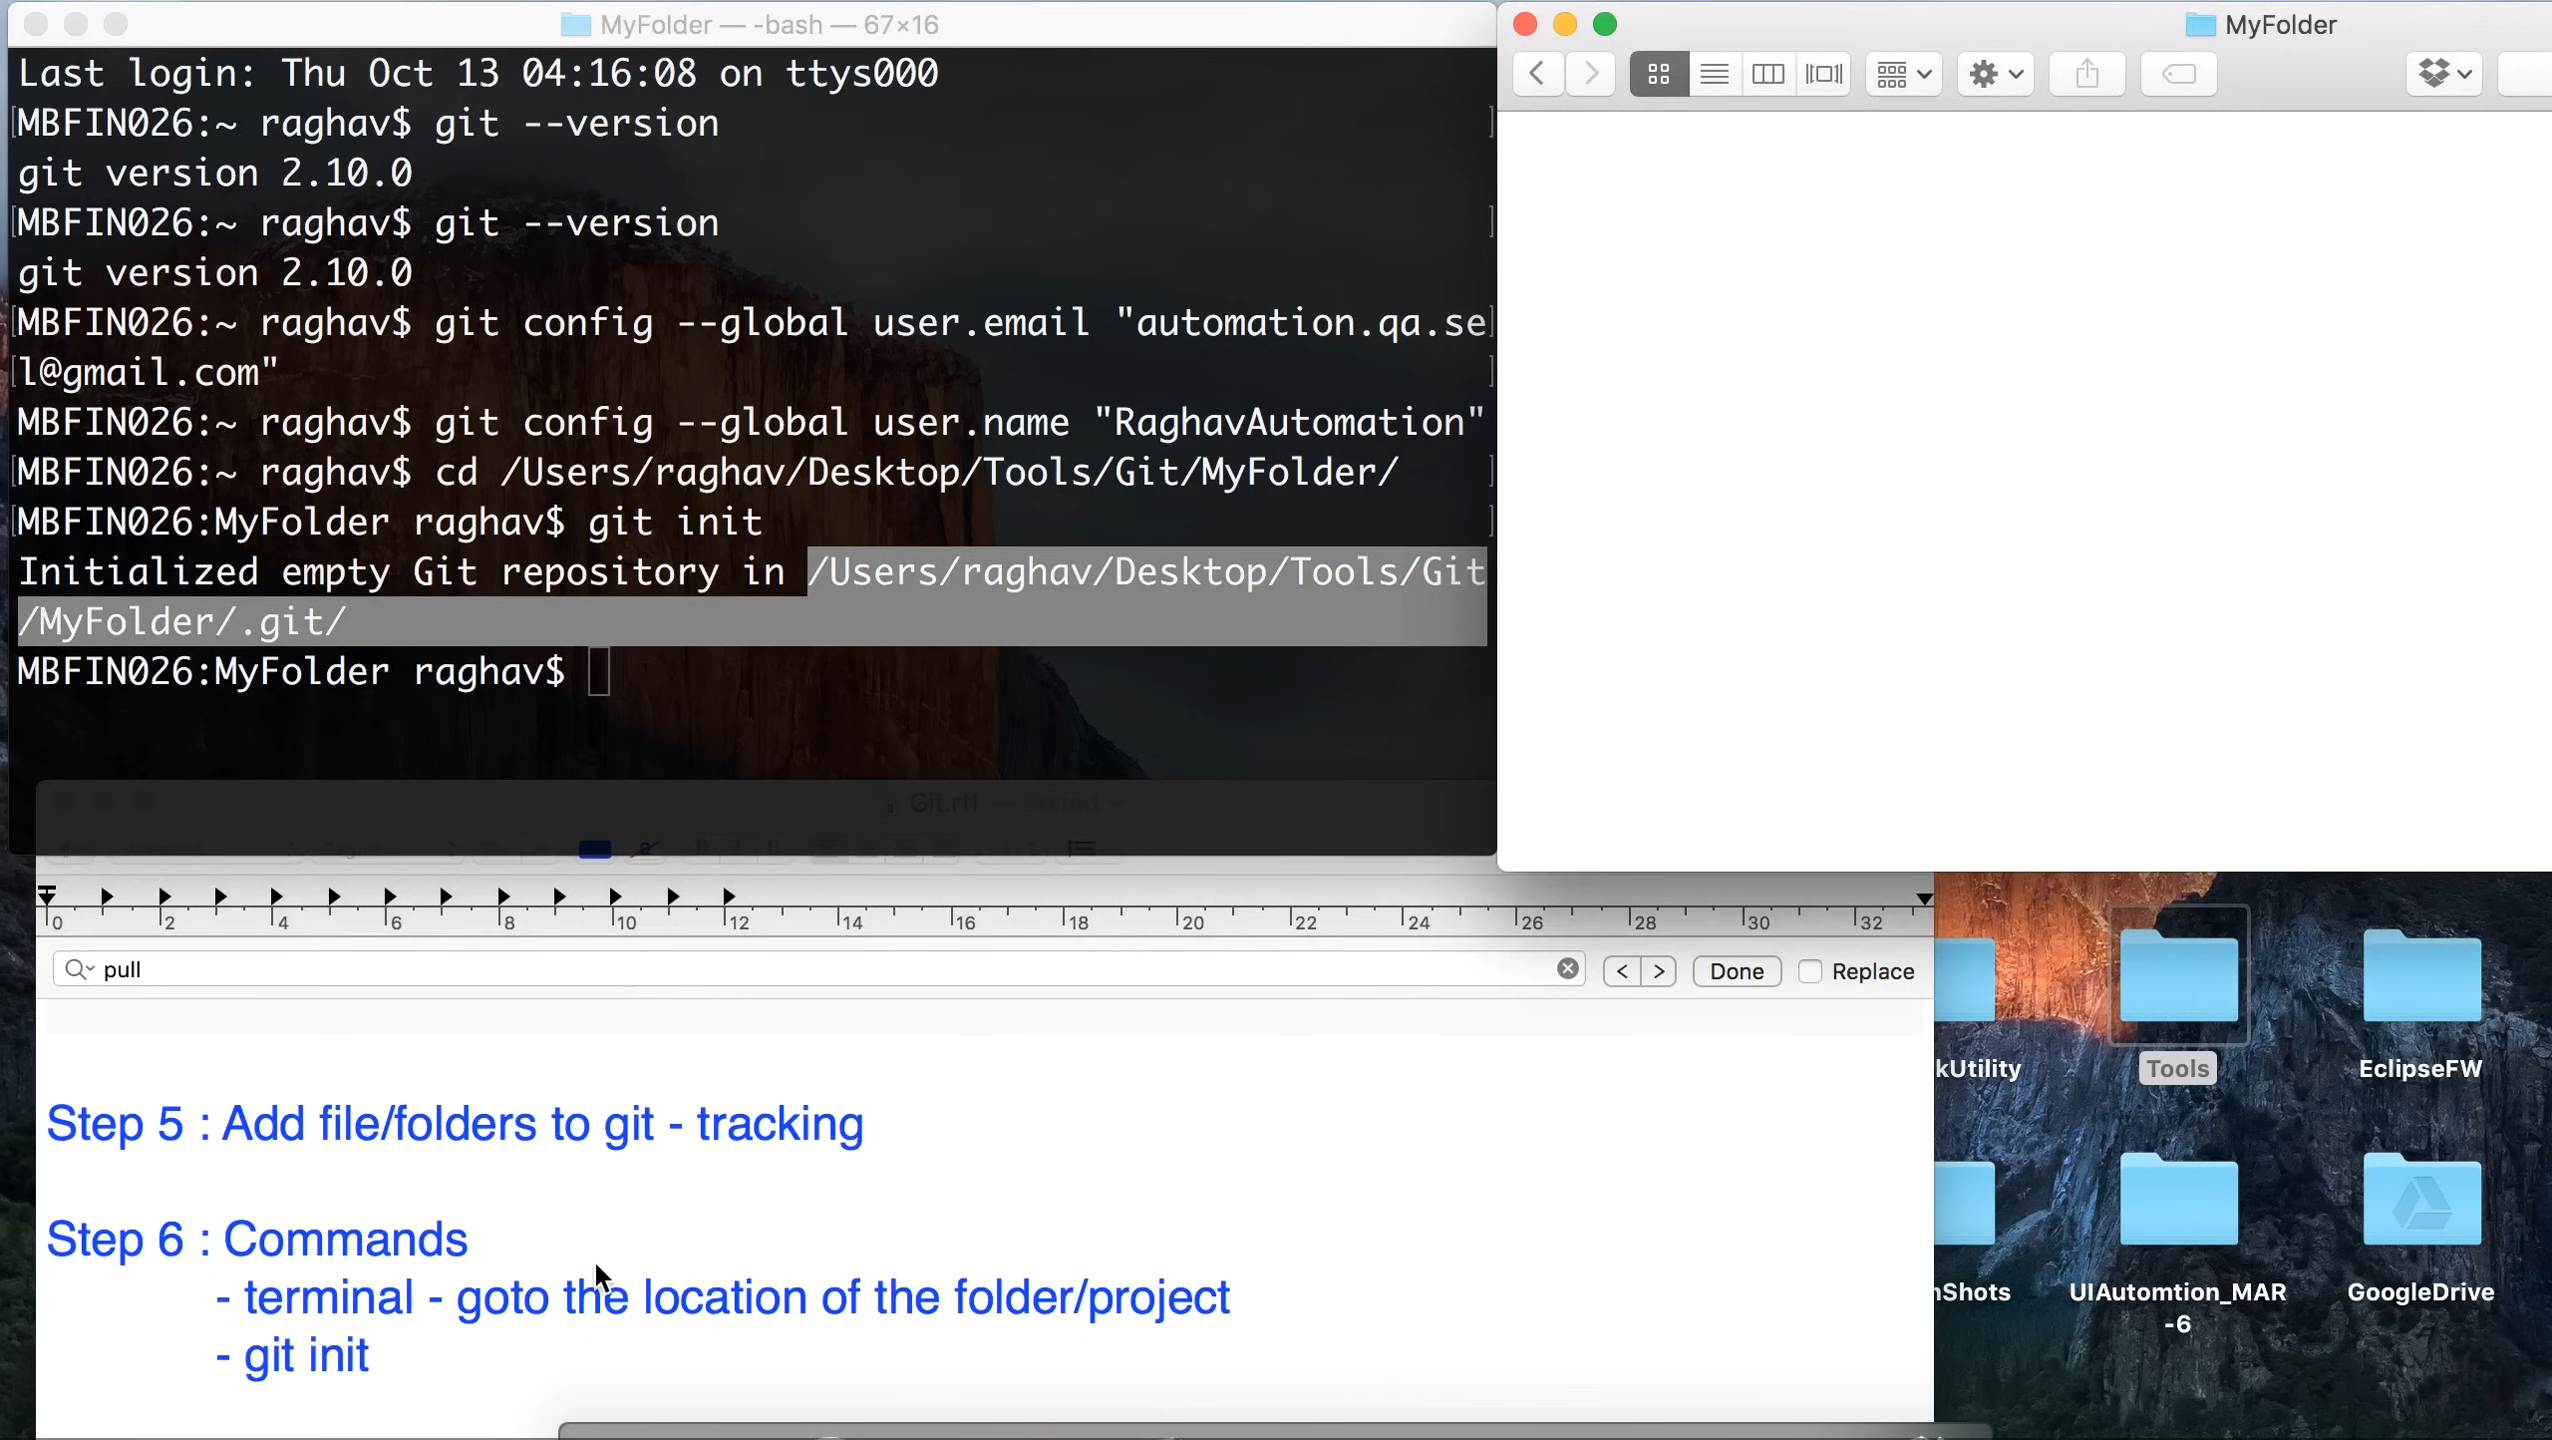 MyFolder — -bash — 67×16
Last login: Thu Oct 13 04:16:08 on ttys000
MBFIN026:~ raghav$ git --version
git version 2.10.0
MBFIN026:~ raghav$ git --version
git version 2.10.0
MBFIN026:~ raghav$ git config --global user.email "automation.qa.se
l@gmail.com"
MBFIN026:~ raghav$ git config --global user.name "RaghavAutomation"
MBFIN026:~ raghav$ cd /Users/raghav/Desktop/Tools/Git/MyFolder/
MBFIN026:MyFolder raghav$ git init
Initialized empty Git repository in /Users/raghav/Desktop/Tools/Git
/MyFolder/.git/
MBFIN026:MyFolder raghav$
MyFolder
Git.rtf — Edited
0 2 4 6 8 10 12 14 16 18 20 22 24 26 28 30 32
pull
< > Done Replace
Step 5 : Add file/folders to git - tracking
Step 6 : Commands
- terminal - goto the location of the folder/project
- git init
kUtility
Tools
EclipseFW
nShots
UIAutomtion_MAR
-6
GoogleDrive